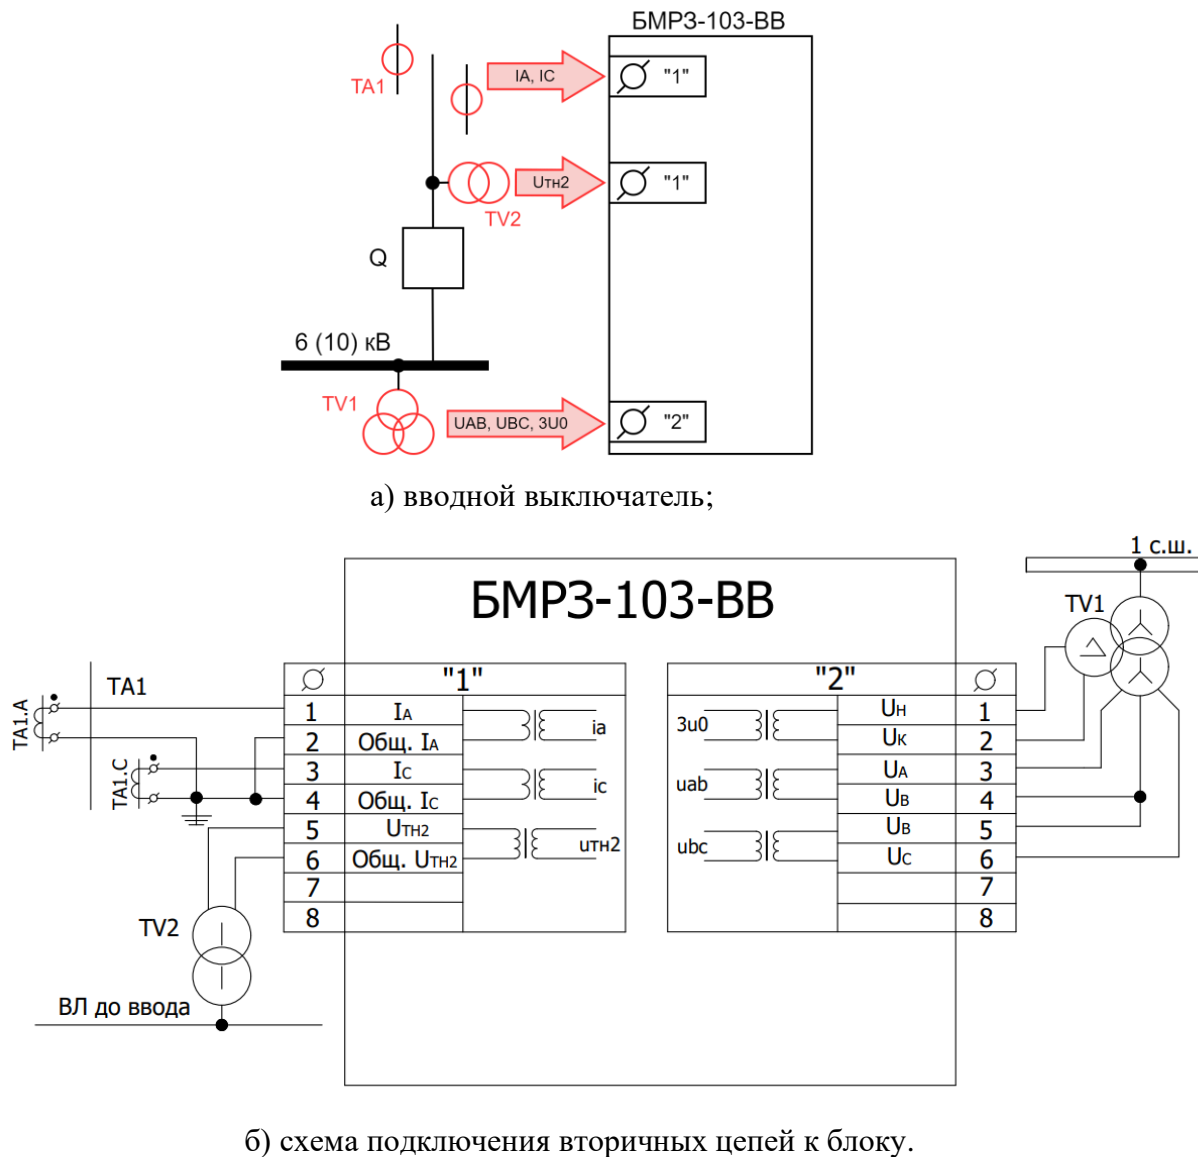 БМРЗ-103-ВВ
TA1
IA, IC
"1"
Uтн2
"1"
TV2
Q
6 (10) кВ
TV1
UAB, UBC, 3U0
"2"
а) вводной выключатель;
1 с.ш.
БМРЗ-103-ВВ
TV1
TA1
TA1.A
TA1.C
"1"
1 IA ia
2 Общ. IA
3 IC ic
4 Общ. IC
5 UТН2 uтн2
6 Общ. UТН2
7
8
TV2
ВЛ до ввода
"2"
3u0 UН 1
UК 2
uab UA 3
UB 4
ubc UB 5
UC 6
7
8
б) схема подключения вторичных цепей к блоку.